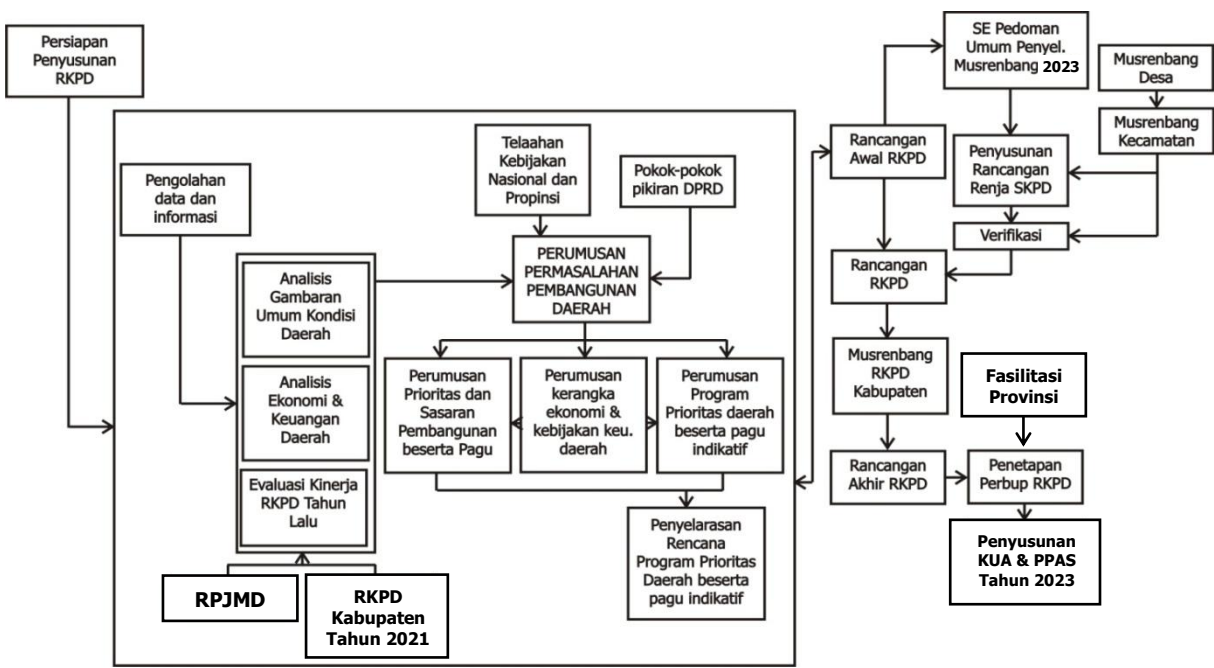 Persiapan
Penyusunan
RKPD
Pengolahan
data dan
informasi
Analisis
Gambaran
Umum Kondisi
Daerah
Analisis
Ekonomi &
Keuangan
Daerah
Evaluasi Kinerja
RKPD Tahun
Lalu
RPJMD
RKPD
Kabupaten
Tahun 2021
Telaahan
Kebijakan
Nasional dan
Propinsi
Pokok-pokok
pikiran DPRD
PERUMUSAN
PERMASALAHAN
PEMBANGUNAN
DAERAH
Perumusan
Prioritas dan
Sasaran
Pembangunan
beserta Pagu
Perumusan
kerangka
ekonomi &
kebijakan keu.
daerah
Perumusan
Program
Prioritas daerah
beserta pagu
indikatif
Penyelarasan
Rencana
Program Prioritas
Daerah beserta
pagu indikatif
Rancangan
Awal RKPD
SE Pedoman
Umum Penyel.
Musrenbang 2023
Musrenbang
Desa
Musrenbang
Kecamatan
Penyusunan
Rancangan
Renja SKPD
Verifikasi
Rancangan
RKPD
Musrenbang
RKPD
Kabupaten
Fasilitasi
Provinsi
Rancangan
Akhir RKPD
Penetapan
Perbup RKPD
Penyusunan
KUA & PPAS
Tahun 2023